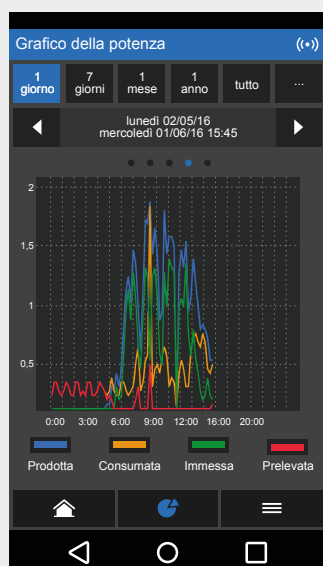 Grafico della potenza
1 giorno
7 giorni
1 mese
1 anno
tutto
...
lunedì 02/05/16
mercoledì 01/06/16 15:45
2
1,5
1
0,5
0:00 3:00 6:00 9:00 12:00 16:00 20:00
Prodotta Consumata Immessa Prelevata